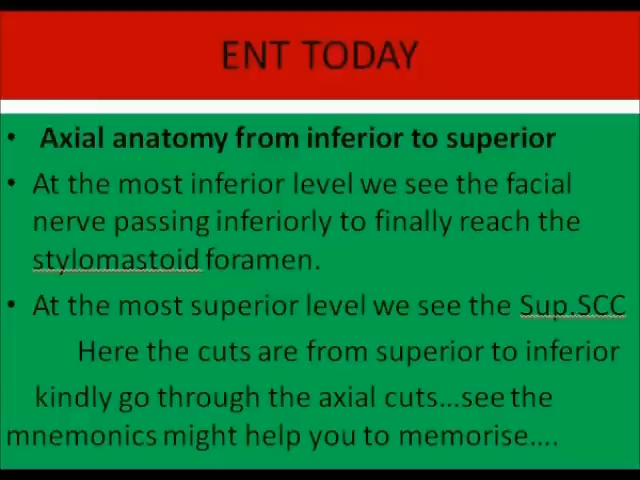 ENT TODAY
• Axial anatomy from inferior to superior
• At the most inferior level we see the facial
nerve passing inferiorly to finally reach the
stylomastoid foramen.
• At the most superior level we see the Sup.SCC
Here the cuts are from superior to inferior
kindly go through the axial cuts...see the
mnemonics might help you to memorise....